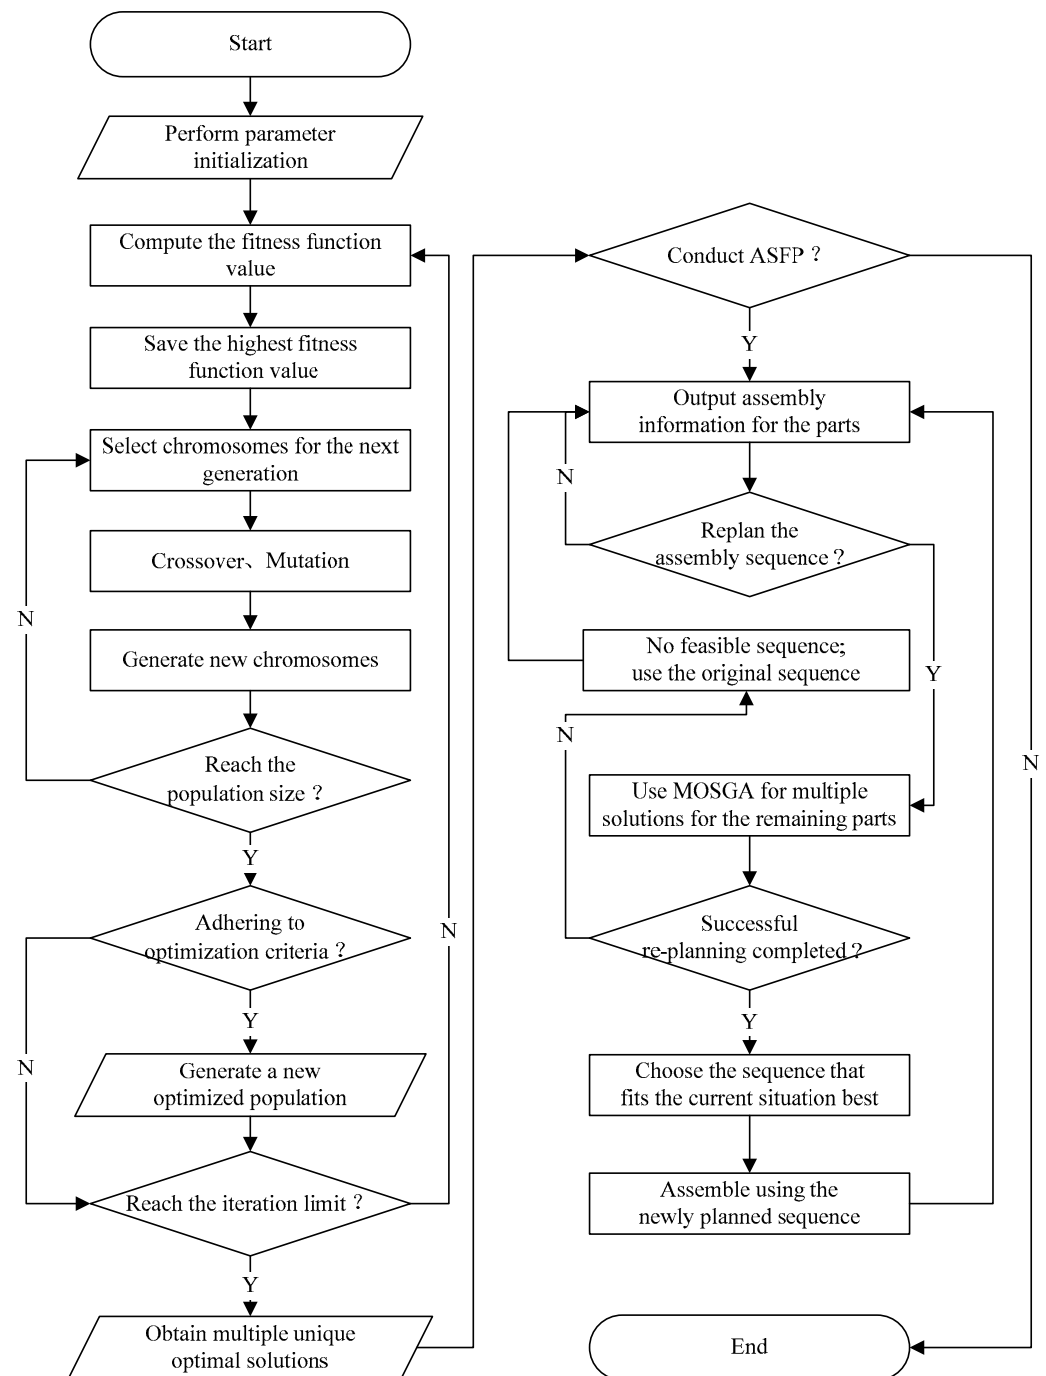 Start
Perform parameter
initialization
Compute the fitness function
value
Save the highest fitness
function value
Select chromosomes for the next
generation
Crossover、Mutation
N
Generate new chromosomes
Reach the
population size？
Y
Adhering to
optimization criteria？
N
Y
N
Generate a new
optimized population
Reach the iteration limit？
Y
Obtain multiple unique
optimal solutions
Conduct ASFP？
Y
Output assembly
information for the parts
N
Replan the
assembly sequence？
No feasible sequence;
use the original sequence
Y
N
N
Use MOSGA for multiple
solutions for the remaining parts
Successful
re-planning completed？
Y
Choose the sequence that
fits the current situation best
Assemble using the
newly planned sequence
End